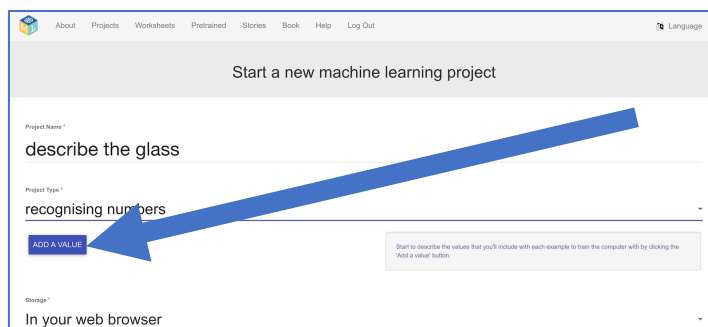 About Projects Worksheets Pretrained Stories Book Help Log Out Language
Start a new machine learning project
Project Name *
describe the glass
Project Type *
recognising numbers
ADD A VALUE
Start to describe the values that you'll include with each example to train the computer with by clicking the
'Add a value' button.
Storage *
In your web browser